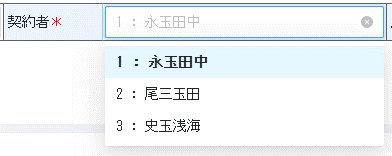 契約者* 1 : 永玉田中
1 : 永玉田中
2 : 尾三玉田
3 : 史玉浅海